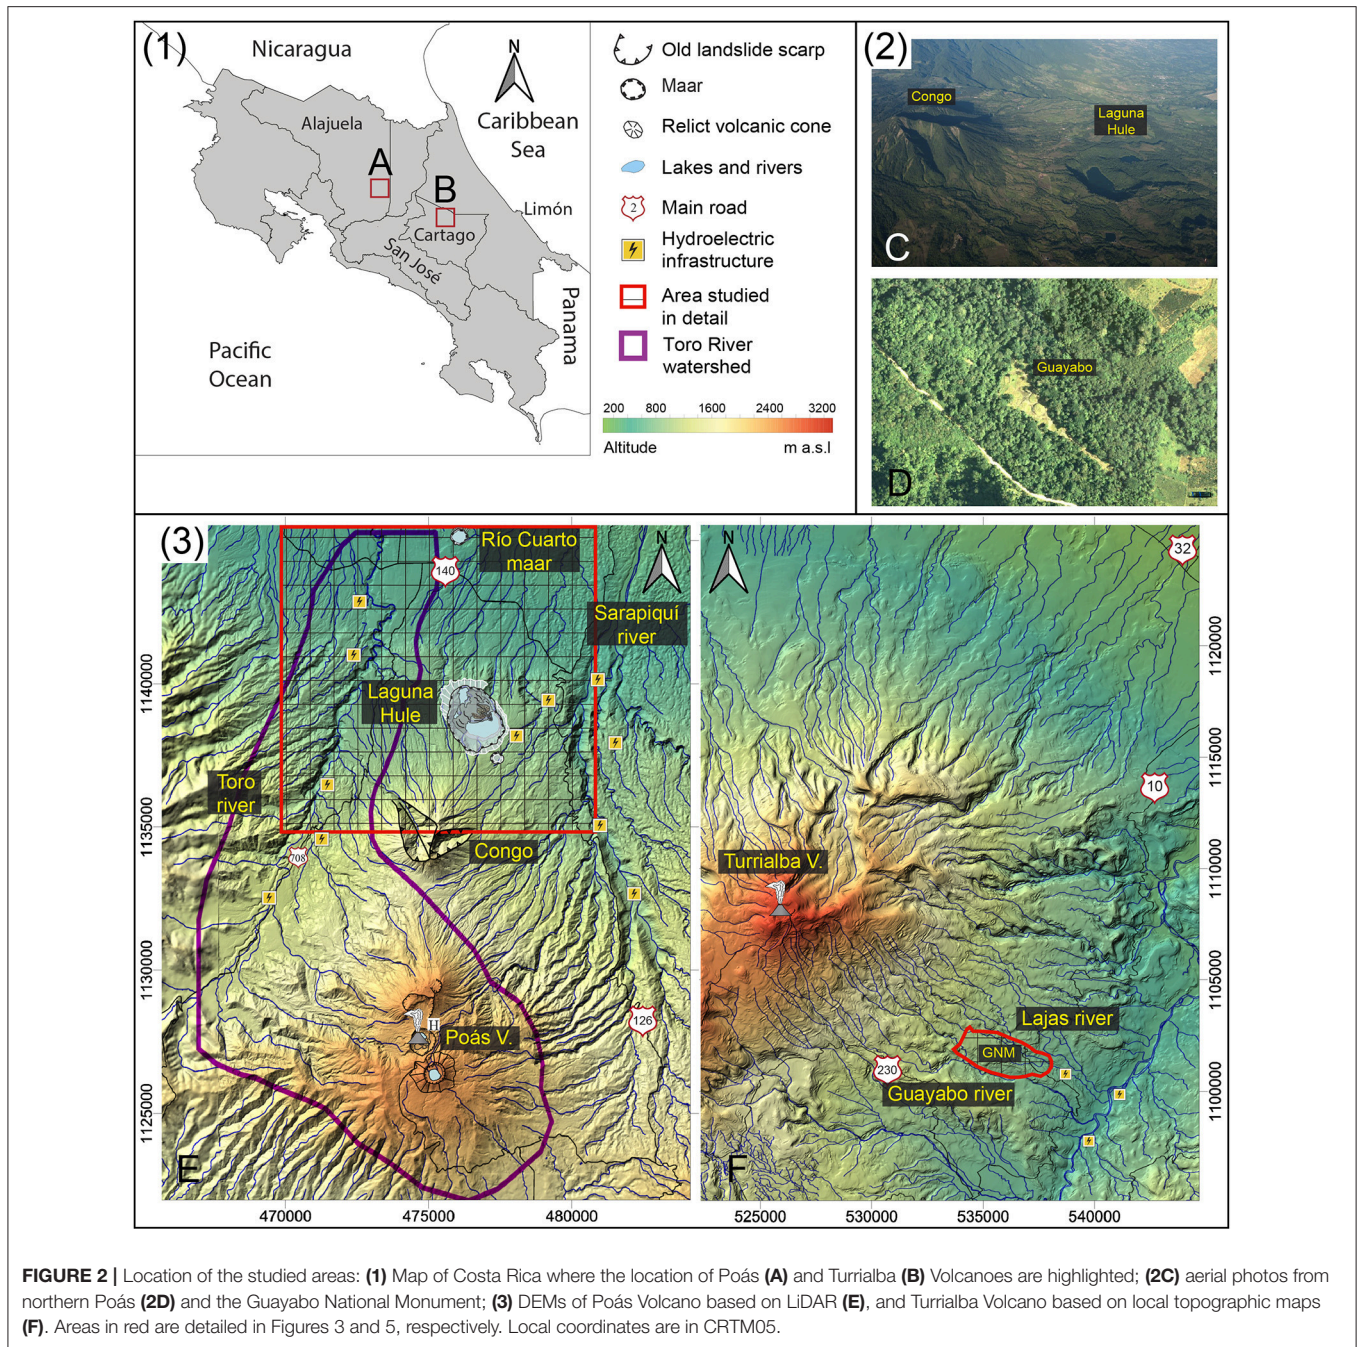 (1)
Nicaragua
N
Caribbean
Sea
Alajuela
A
B
Limón
Cartago
San José
Panama
Pacific
Ocean
Old landslide scarp
Maar
Relict volcanic cone
Lakes and rivers
2
Main road
Hydroelectric
infrastructure
Area studied
in detail
Toro River
watershed
200 800 1600 2400 3200
Altitude m a.s.l
(2)
Congo
Laguna
Hule
C
Guayabo
D
(3)
Río Cuarto
maar
N
140
Sarapiquí
river
Laguna
Hule
Toro
river
Congo
708
H
Poás V.
126
E
1140000
1135000
1130000
1125000
470000 475000 480000
N
32
10
Turrialba V.
Lajas river
GNM
230
Guayabo river
F
1120000
1115000
1110000
1105000
1100000
525000 530000 535000 540000
FIGURE 2 | Location of the studied areas: (1) Map of Costa Rica where the location of Poás (A) and Turrialba (B) Volcanoes are highlighted; (2C) aerial photos from
northern Poás (2D) and the Guayabo National Monument; (3) DEMs of Poás Volcano based on LiDAR (E), and Turrialba Volcano based on local topographic maps
(F). Areas in red are detailed in Figures 3 and 5, respectively. Local coordinates are in CRTM05.